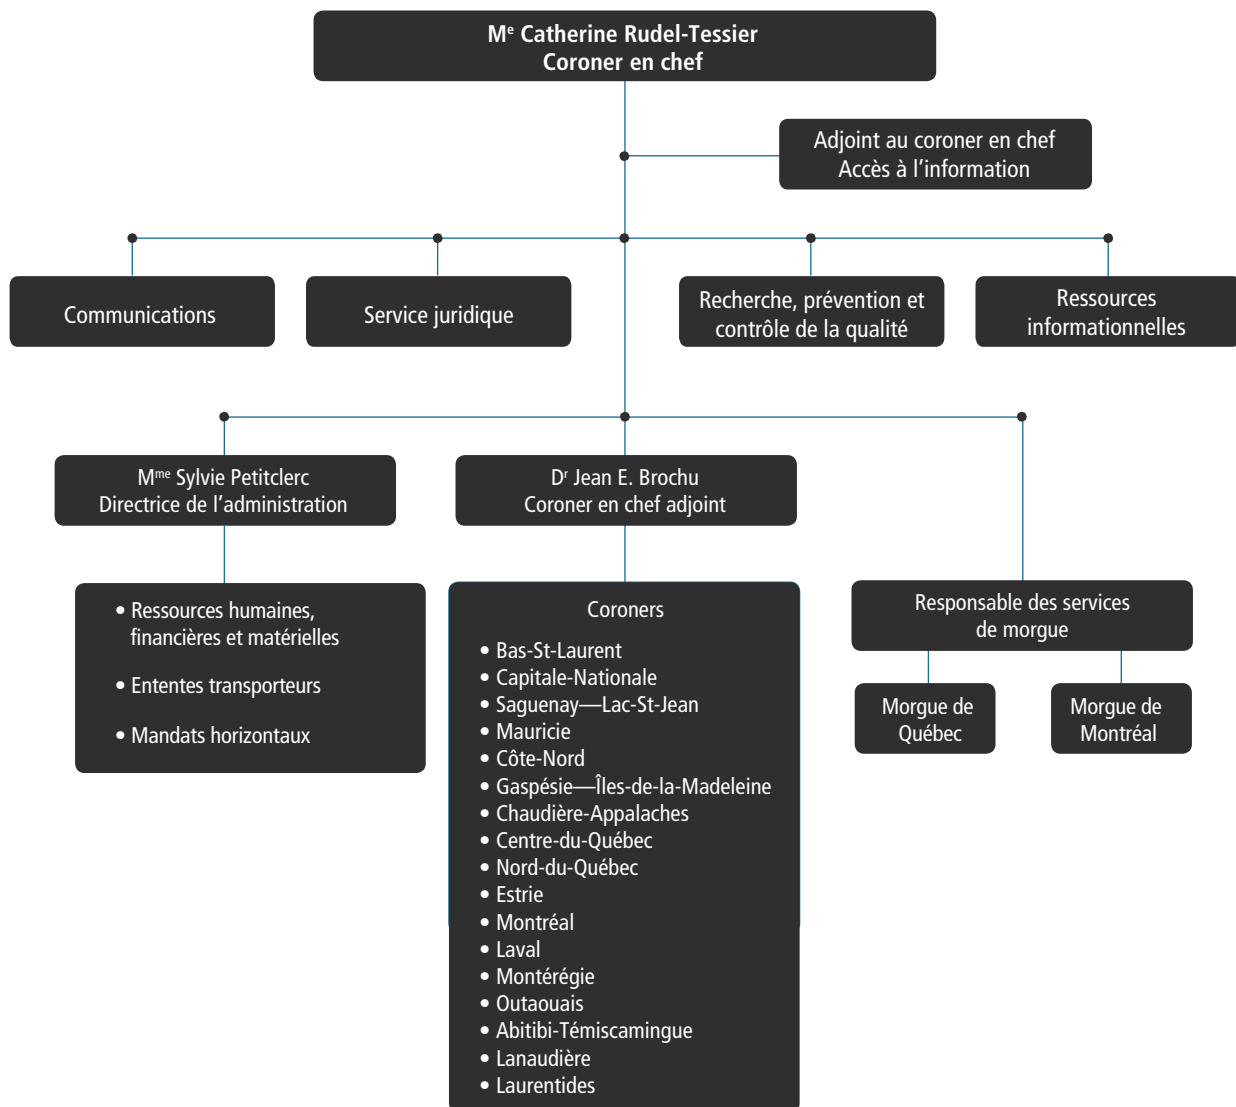 Me Catherine Rudel-Tessier
Coroner en chef
Adjoint au coroner en chef
Accès à l’information
Communications
Service juridique
Recherche, prévention et
contrôle de la qualité
Ressources
informationnelles
Mme Sylvie Petitclerc
Directrice de l’administration
Dr Jean E. Brochu
Coroner en chef adjoint
• Ressources humaines,
financières et matérielles
• Ententes transporteurs
• Mandats horizontaux
Coroners
• Bas-St-Laurent
• Capitale-Nationale
• Saguenay—Lac-St-Jean
• Mauricie
• Côte-Nord
• Gaspésie—Îles-de-la-Madeleine
• Chaudière-Appalaches
• Centre-du-Québec
• Nord-du-Québec
• Estrie
• Montréal
• Laval
• Montérégie
• Outaouais
• Abitibi-Témiscamingue
• Lanaudière
• Laurentides
Responsable des services
de morgue
Morgue de
Québec
Morgue de
Montréal